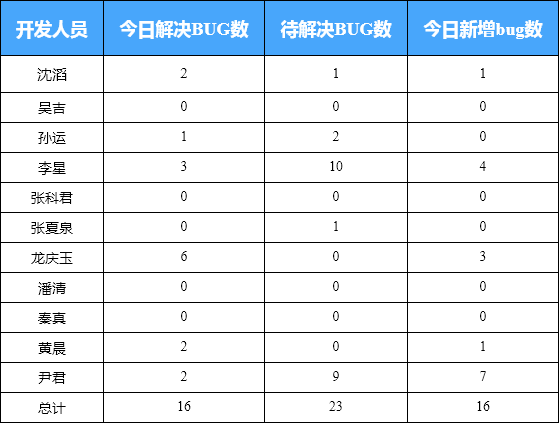 开发人员 今日解决BUG数 待解决BUG数 今日新增bug数
沈滔 2 1 1
吴吉 0 0 0
孙运 1 2 0
李星 3 10 4
张科君 0 0 0
张夏泉 0 1 0
龙庆玉 6 0 3
潘清 0 0 0
秦真 0 0 0
黄晨 2 0 1
尹君 2 9 7
总计 16 23 16